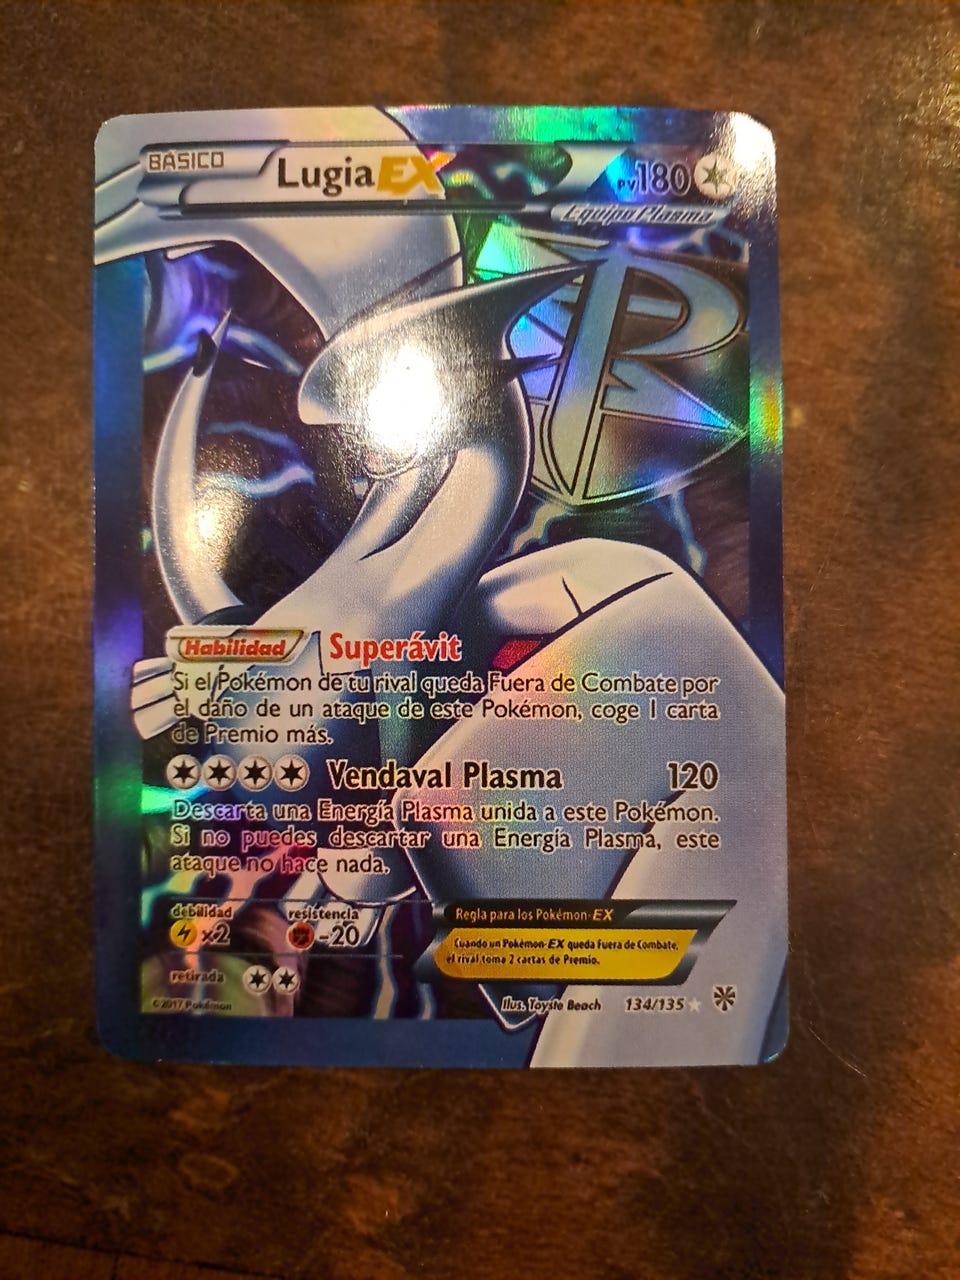 BÁSICO
LugiaEX
PV180
Equipo Plasma
Habilidad Superávit
Si el Pokémon de tu rival queda Fuera de Combate por
el daño de un ataque de este Pokémon, coge 1 carta
de Premio más.
Vendaval Plasma 120
Descarta una Energía Plasma unida a este Pokémon.
Si no puedes descartar una Energía Plasma, este
ataque no hace nada.
debilidad resistencia
x2 -20
retirada
Regla para los Pokémon-EX
Cuando un Pokémon-EX queda Fuera de Combate,
el rival toma 2 cartas de Premio.
©2017 Pokémon
Ilus. Toyste Beach 134/135